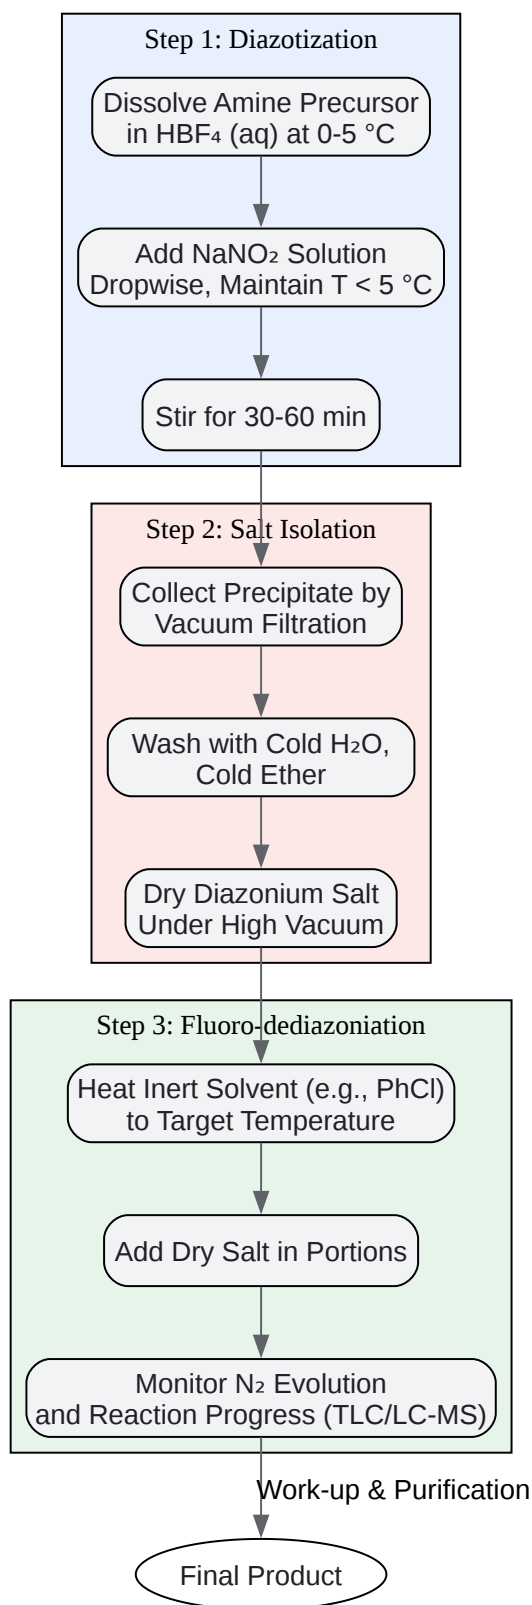 Step 1: Diazotization
Dissolve Amine Precursor
in HBF₄ (aq) at 0-5 °C
Add NaNO₂ Solution
Dropwise, Maintain T < 5 °C
Stir for 30-60 min
Step 2: Salt Isolation
Collect Precipitate by
Vacuum Filtration
Wash with Cold H₂O,
Cold Ether
Dry Diazonium Salt
Under High Vacuum
Step 3: Fluoro-dediazoniation
Heat Inert Solvent (e.g., PhCl)
to Target Temperature
Add Dry Salt in Portions
Monitor N₂ Evolution
and Reaction Progress (TLC/LC-MS)
Work-up & Purification
Final Product